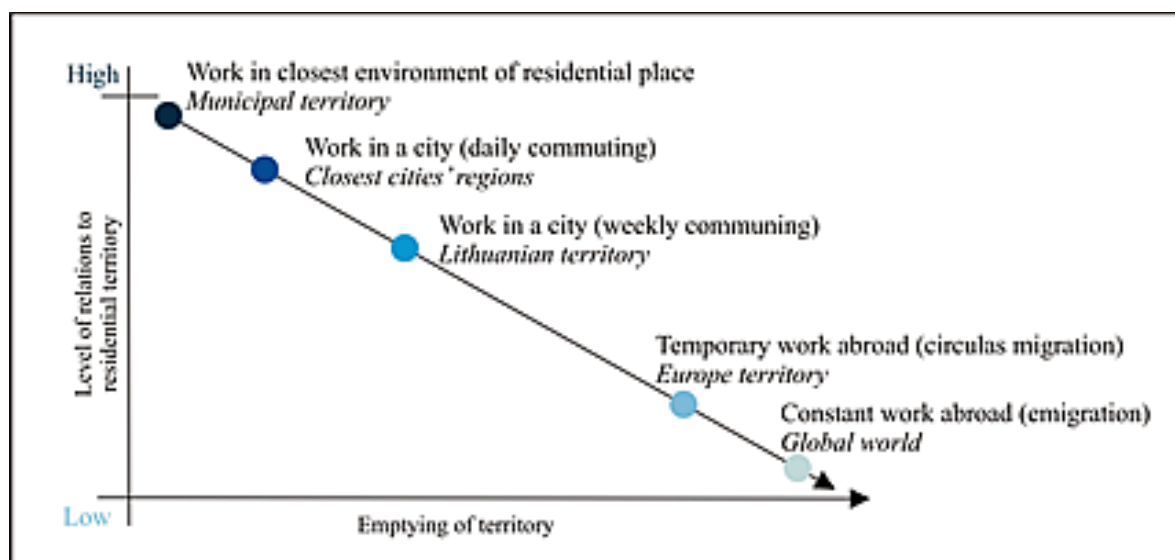 High
Work in closest environment of residential place
Municipal territory
Work in a city (daily commuting)
Closest cities' regions
Work in a city (weekly communing)
Lithuanian territory
Level of relations to
residential territory
Temporary work abroad (circulas migration)
Europe territory
Constant work abroad (emigration)
Global world
Low
Emptying of territory